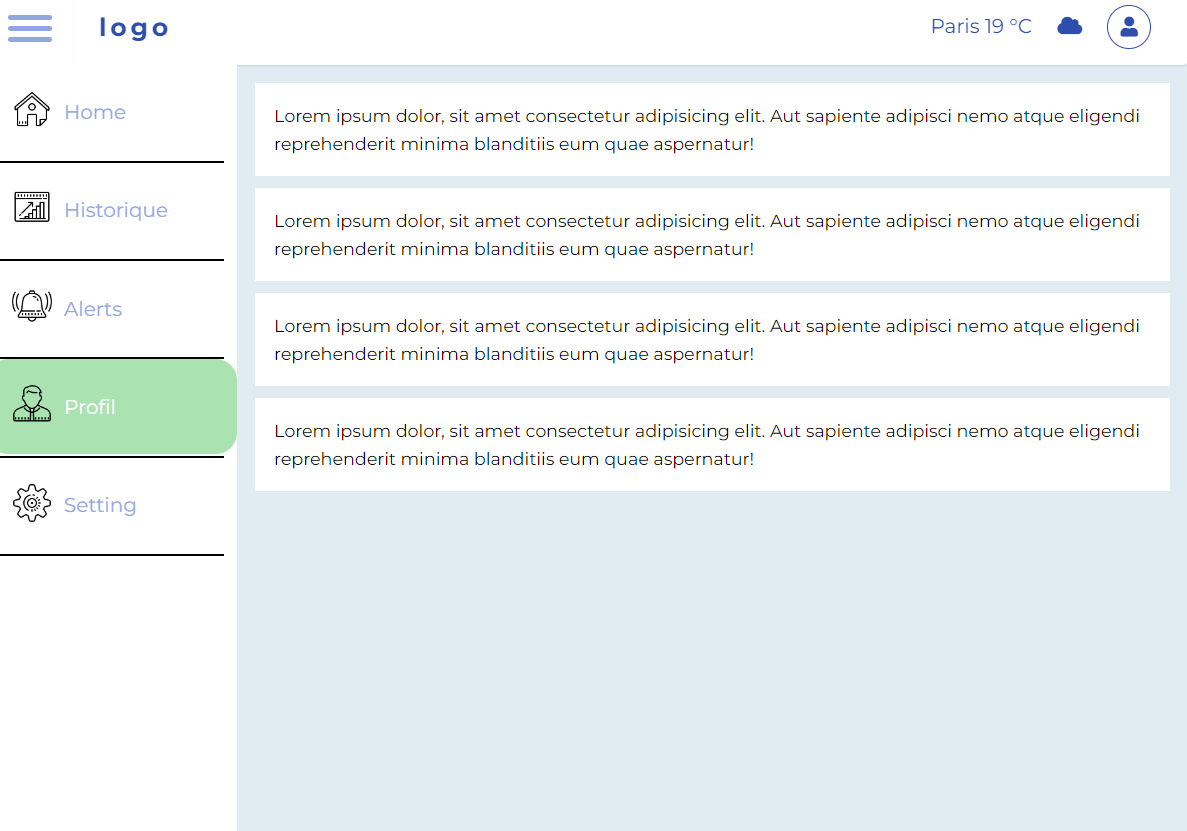 logo
Paris 19 °C
Home
Historique
Alerts
Profil
Setting
Lorem ipsum dolor, sit amet consectetur adipisicing elit. Aut sapiente adipisci nemo atque eligendi
reprehenderit minima blanditiis eum quae aspernatur!
Lorem ipsum dolor, sit amet consectetur adipisicing elit. Aut sapiente adipisci nemo atque eligendi
reprehenderit minima blanditiis eum quae aspernatur!
Lorem ipsum dolor, sit amet consectetur adipisicing elit. Aut sapiente adipisci nemo atque eligendi
reprehenderit minima blanditiis eum quae aspernatur!
Lorem ipsum dolor, sit amet consectetur adipisicing elit. Aut sapiente adipisci nemo atque eligendi
reprehenderit minima blanditiis eum quae aspernatur!